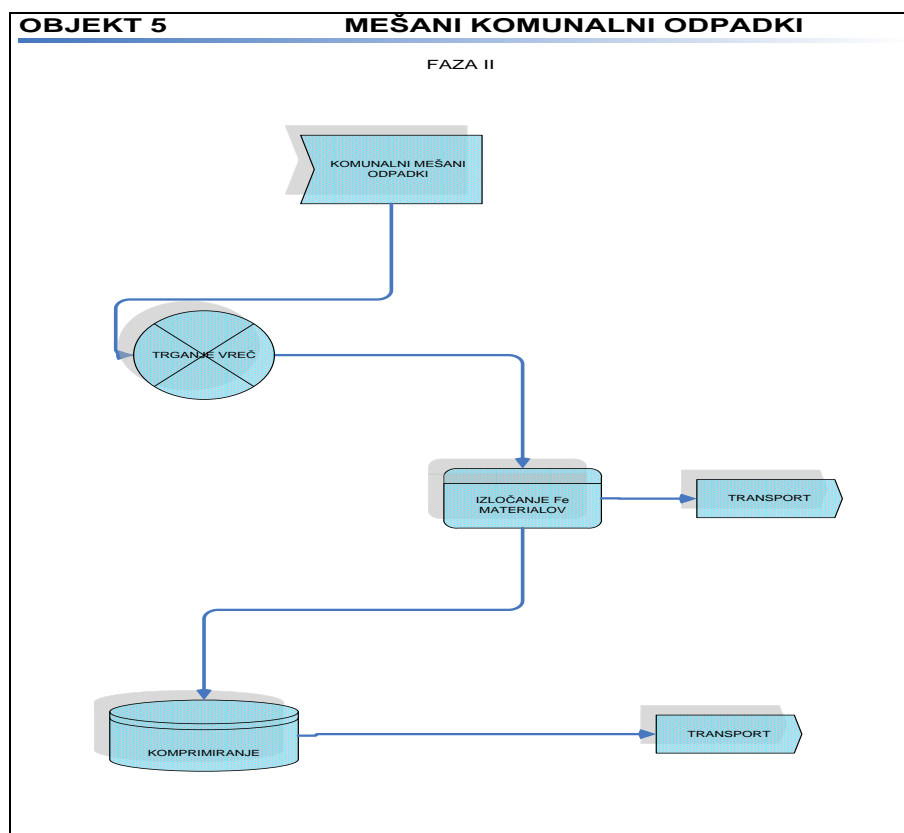 OBJEKT 5 MEŠANI KOMUNALNI ODPADKI
FAZA II
KOMUNALNI MEŠANI
ODPADKI
TRGANJE VREČ
IZLOČANJE Fe
MATERIALOV
TRANSPORT
KOMPRIMIRANJE
TRANSPORT